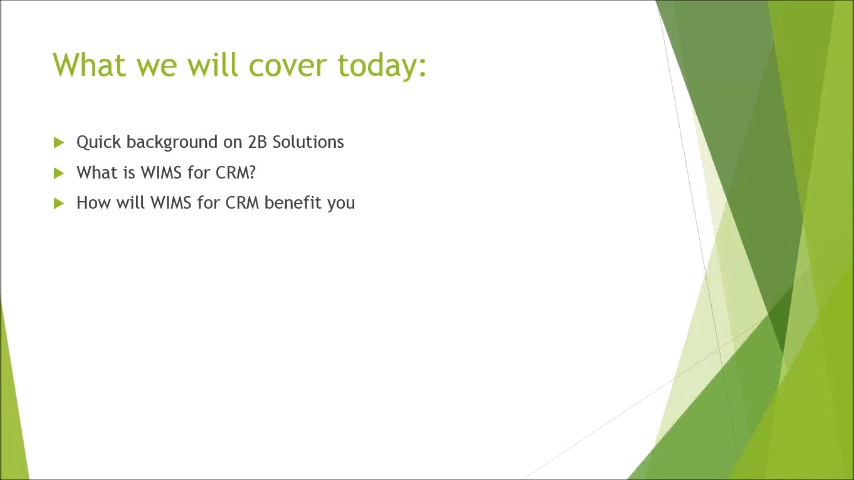 What we will cover today:
Quick background on 2B Solutions
What is WIMS for CRM?
How will WIMS for CRM benefit you